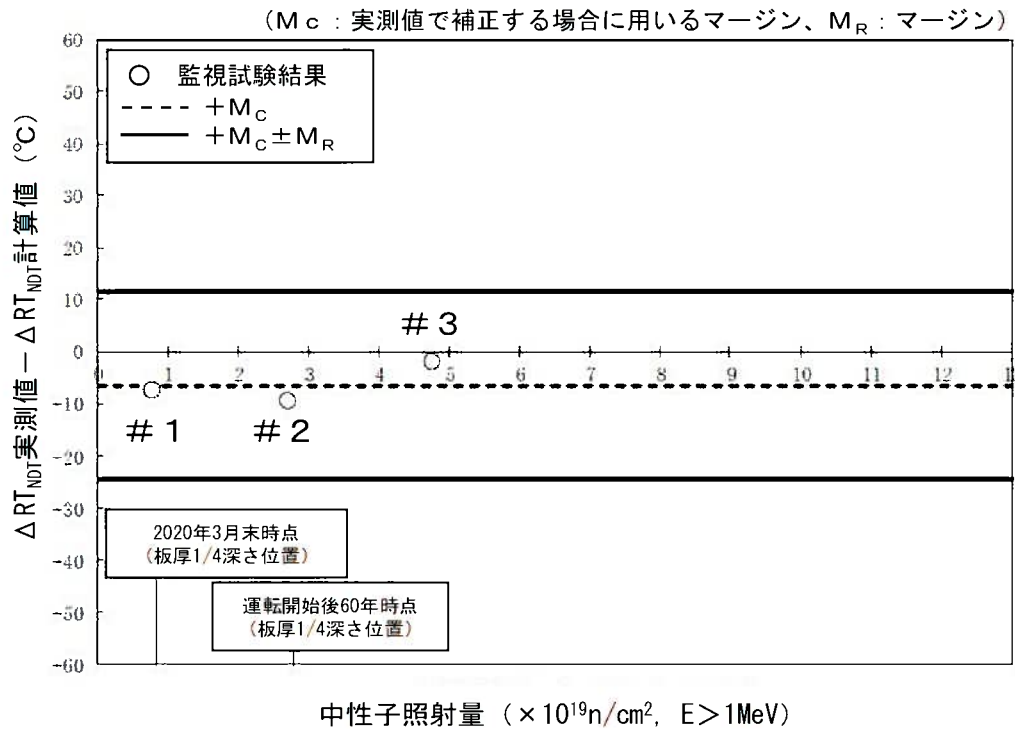 （Mc：実測値で補正する場合に用いるマージン、MR：マージン）
○ 監視試験結果
+MC
+MC±MR
ΔRTNDT実測値－ΔRTNDT計算値（℃）
60
50
40
30
20
10
0
-10
-20
-30
-40
-50
-60
0 1 2 3 4 5 6 7 8 9 10 11 12 13
＃3
＃1
＃2
2020年3月末時点
(板厚1/4深さ位置)
運転開始後60年時点
(板厚1/4深さ位置)
中性子照射量（×10¹⁹n/cm², E＞1MeV）